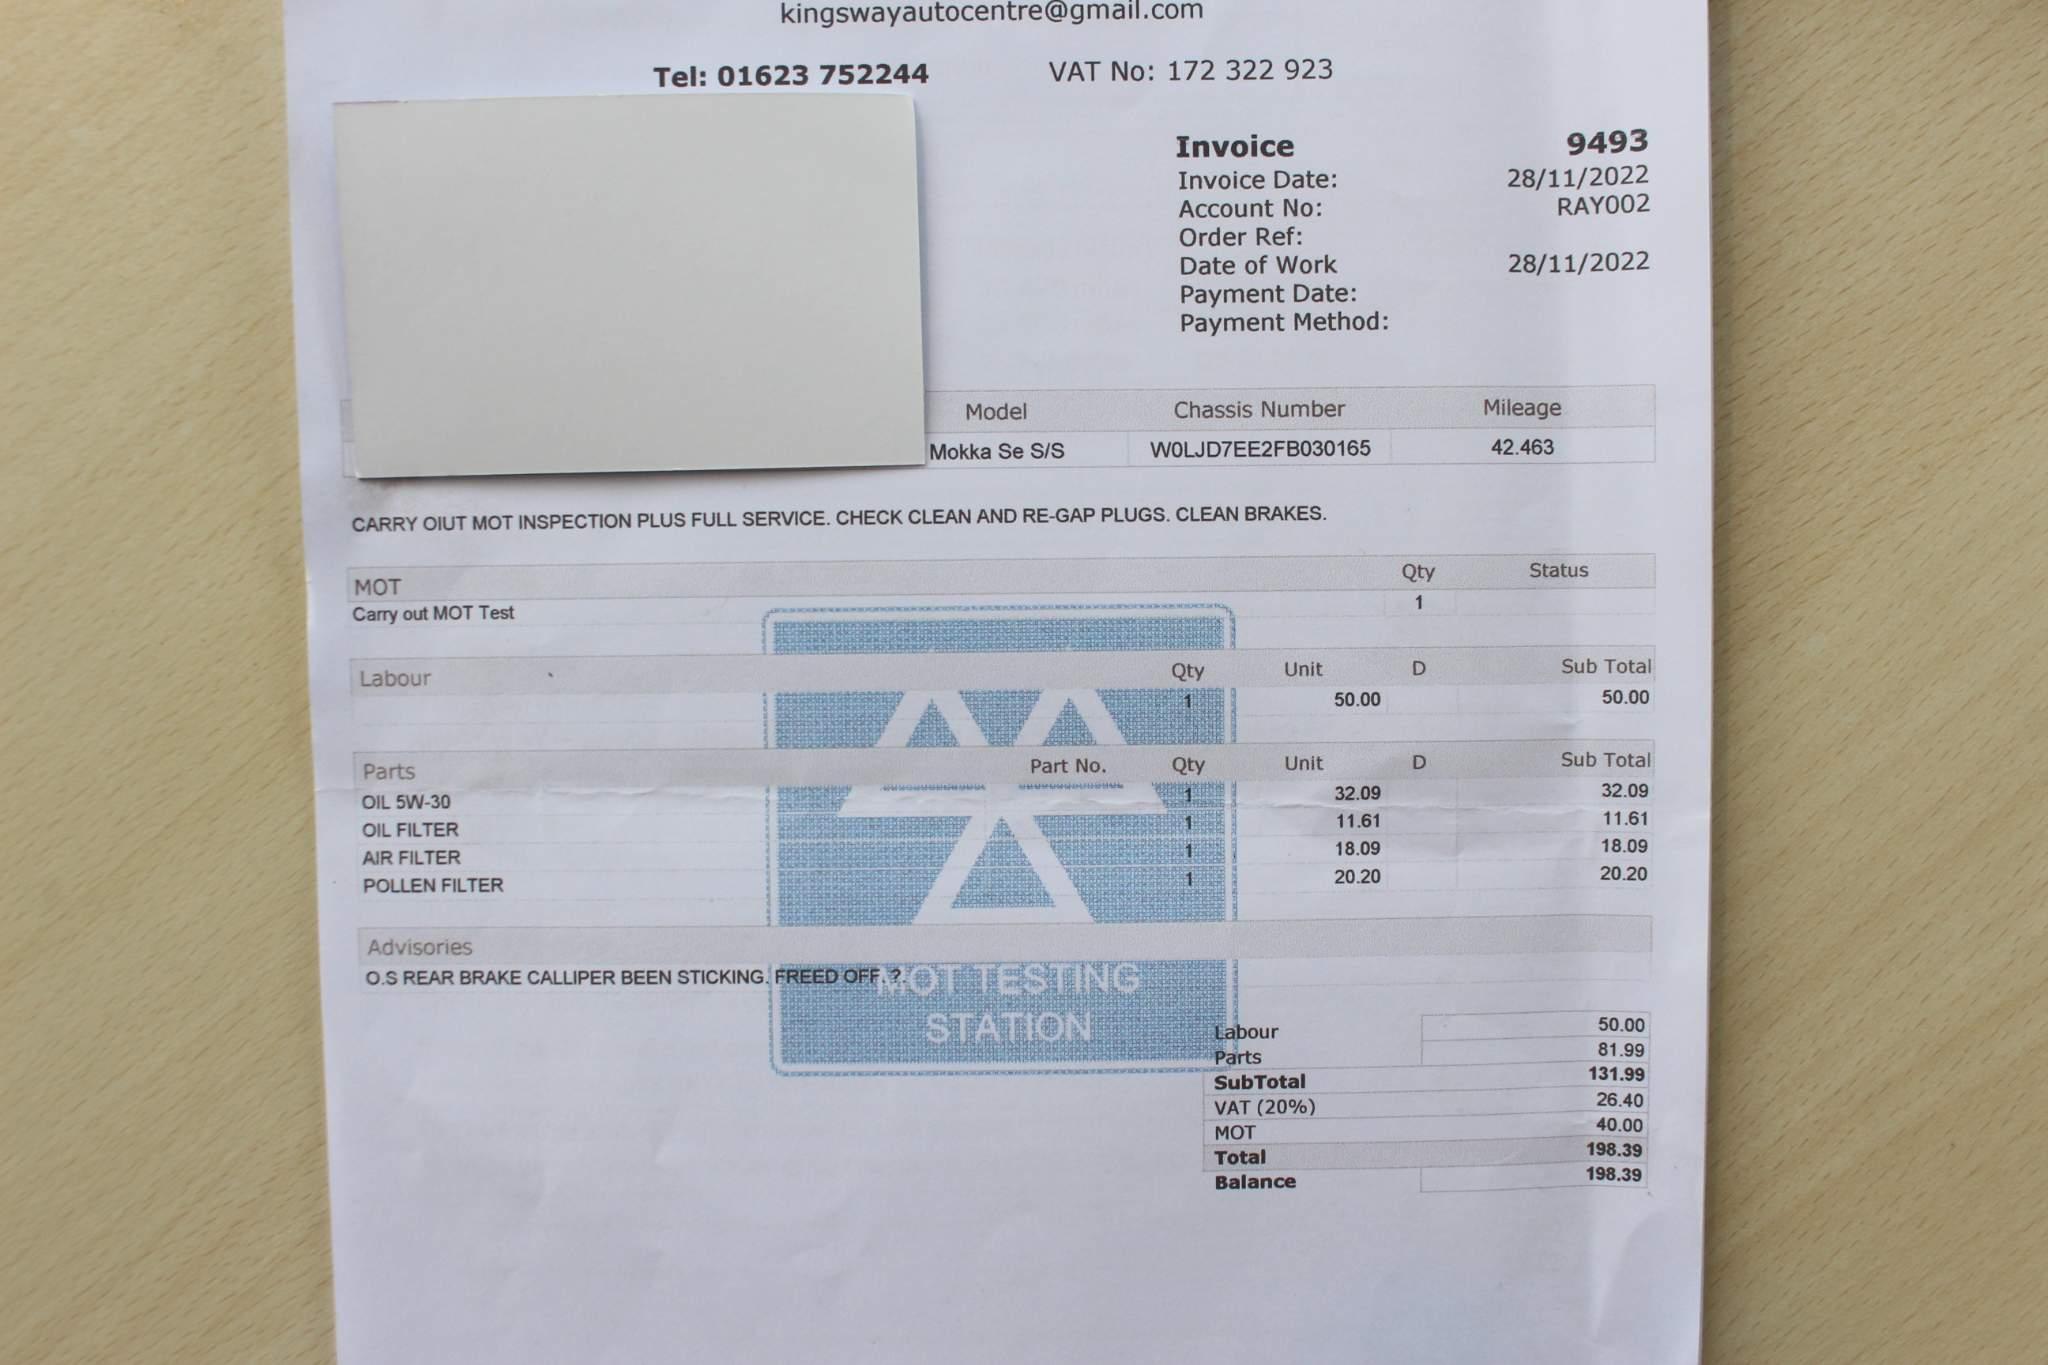 kingswayautocentre@gmail.com
Tel: 01623 752244 VAT No: 172 322 923
Invoice 9493
Invoice Date: 28/11/2022
Account No: RAY002
Order Ref:
Date of Work 28/11/2022
Payment Date:
Payment Method:
Model Chassis Number Mileage
Mokka Se S/S W0LJD7EE2FB030165 42.463
CARRY OIUT MOT INSPECTION PLUS FULL SERVICE. CHECK CLEAN AND RE-GAP PLUGS. CLEAN BRAKES.
MOT Qty Status
Carry out MOT Test 1
Labour Qty Unit D Sub Total
1 50.00 50.00
Parts Part No. Qty Unit D Sub Total
OIL 5W-30 1 32.09 32.09
OIL FILTER 1 11.61 11.61
AIR FILTER 1 18.09 18.09
POLLEN FILTER 1 20.20 20.20
Advisories
O.S REAR BRAKE CALLIPER BEEN STICKING. FREED OFF. ?
MOT TESTING
STATION
Labour 50.00
Parts 81.99
SubTotal 131.99
VAT (20%) 26.40
MOT 40.00
Total 198.39
Balance 198.39